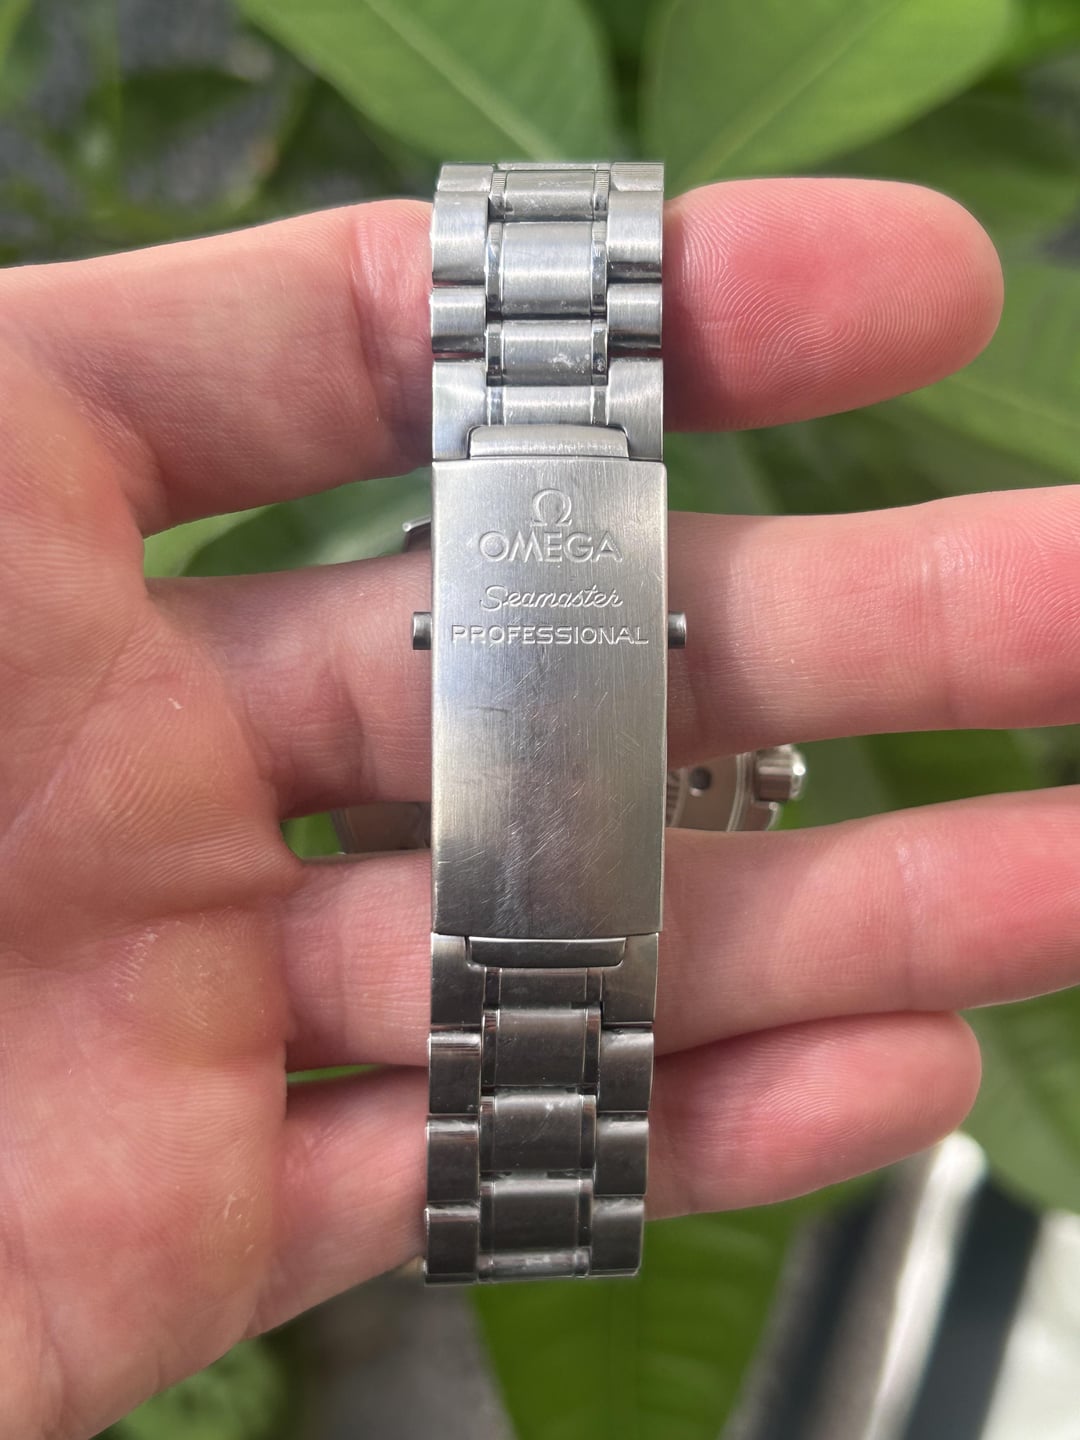 Ω
OMEGA
Seamaster
PROFESSIONAL